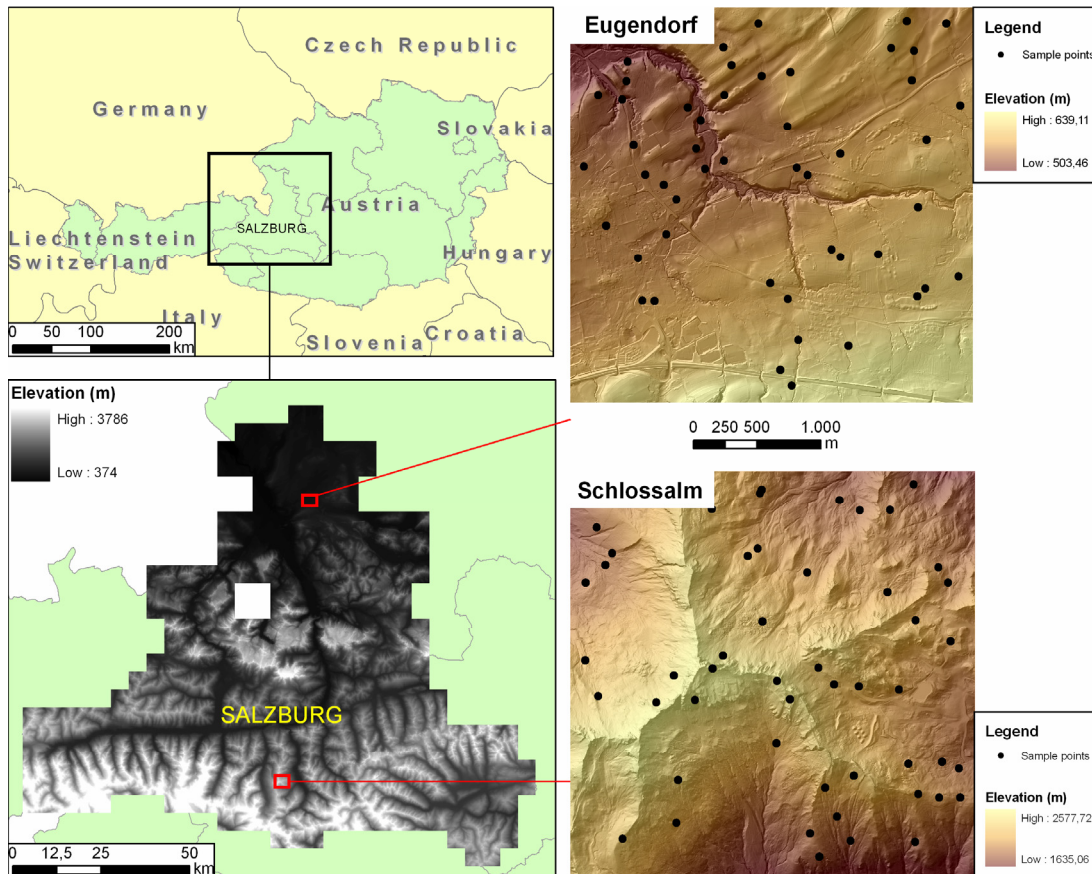 Czech Republic
Germany
Slovakia
Austria
SALZBURG
Liechtenstein
Switzerland
Hungary
Italy
Slovenia
Croatia
0 50 100 200
km
Elevation (m)
High : 3786
Low : 374
SALZBURG
0 12,5 25 50
km
Eugendorf
Legend
Sample points
Elevation (m)
High : 639,11
Low : 503,46
0 250 500 1.000
m
Schlossalm
Legend
Sample points
Elevation (m)
High : 2577,72
Low : 1635,06